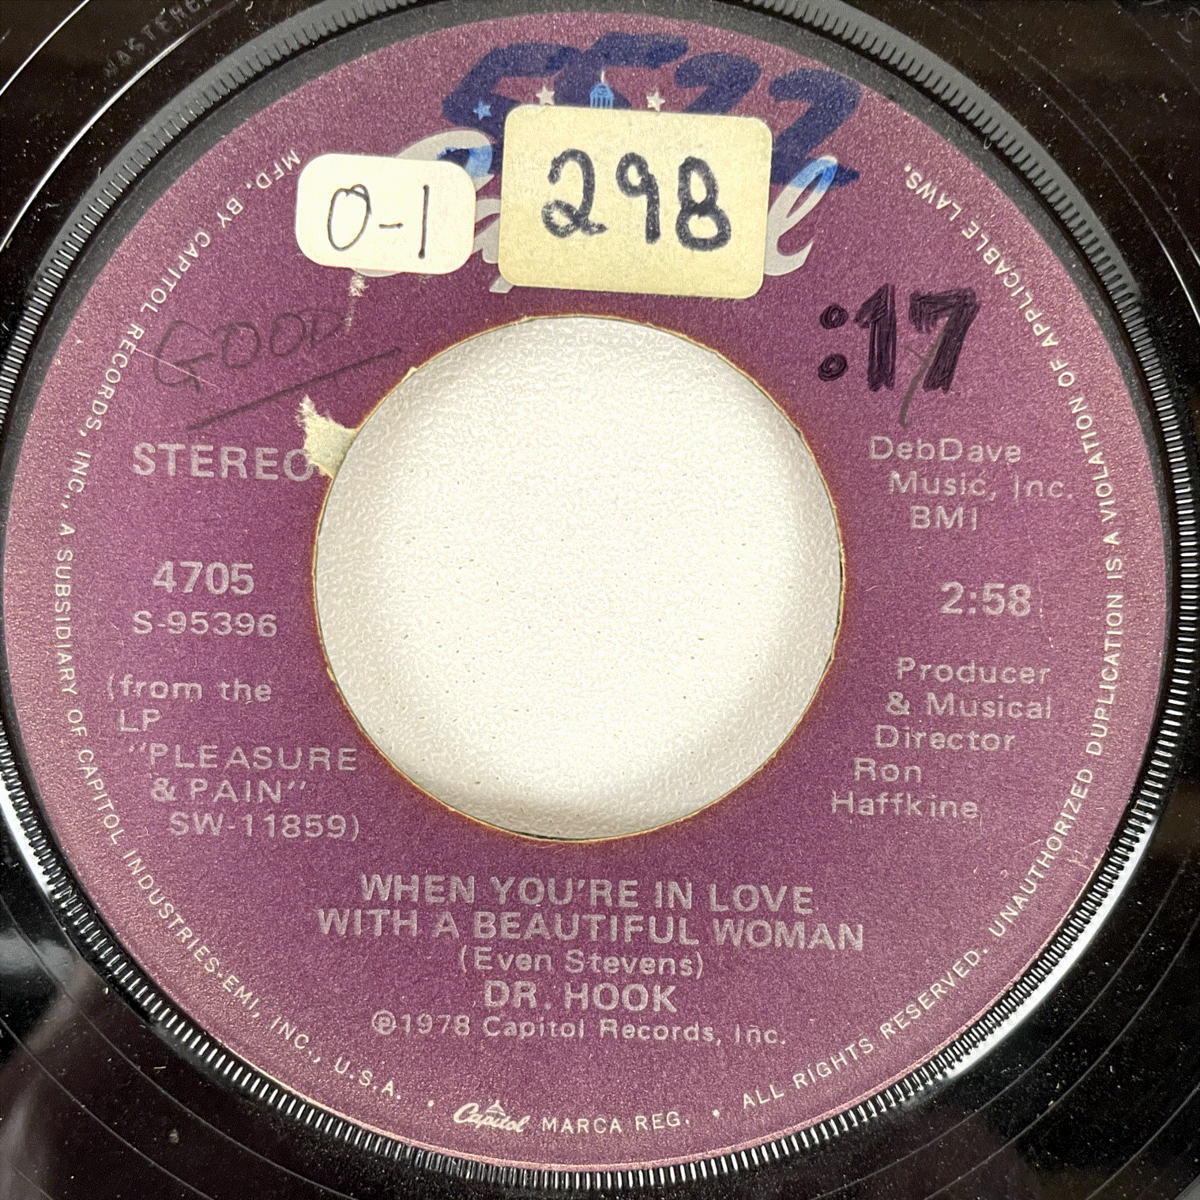 MASTERED
298
0-1
:17
GOOD
STEREO
4705
S-95396
(from the
LP
"PLEASURE
& PAIN"
SW-11859)
DebDave
Music, Inc.
BMI
2:58
Producer
& Musical
Director
Ron
Haffkine
WHEN YOU'RE IN LOVE
WITH A BEAUTIFUL WOMAN
(Even Stevens)
DR. HOOK
℗1978 Capitol Records, Inc.
MFD. BY CAPITOL RECORDS, INC., A SUBSIDIARY OF CAPITOL INDUSTRIES-EMI, INC., U.S.A. • Capitol MARCA REG. • ALL RIGHTS RESERVED. UNAUTHORIZED DUPLICATION IS A VIOLATION OF APPLICABLE LAWS.